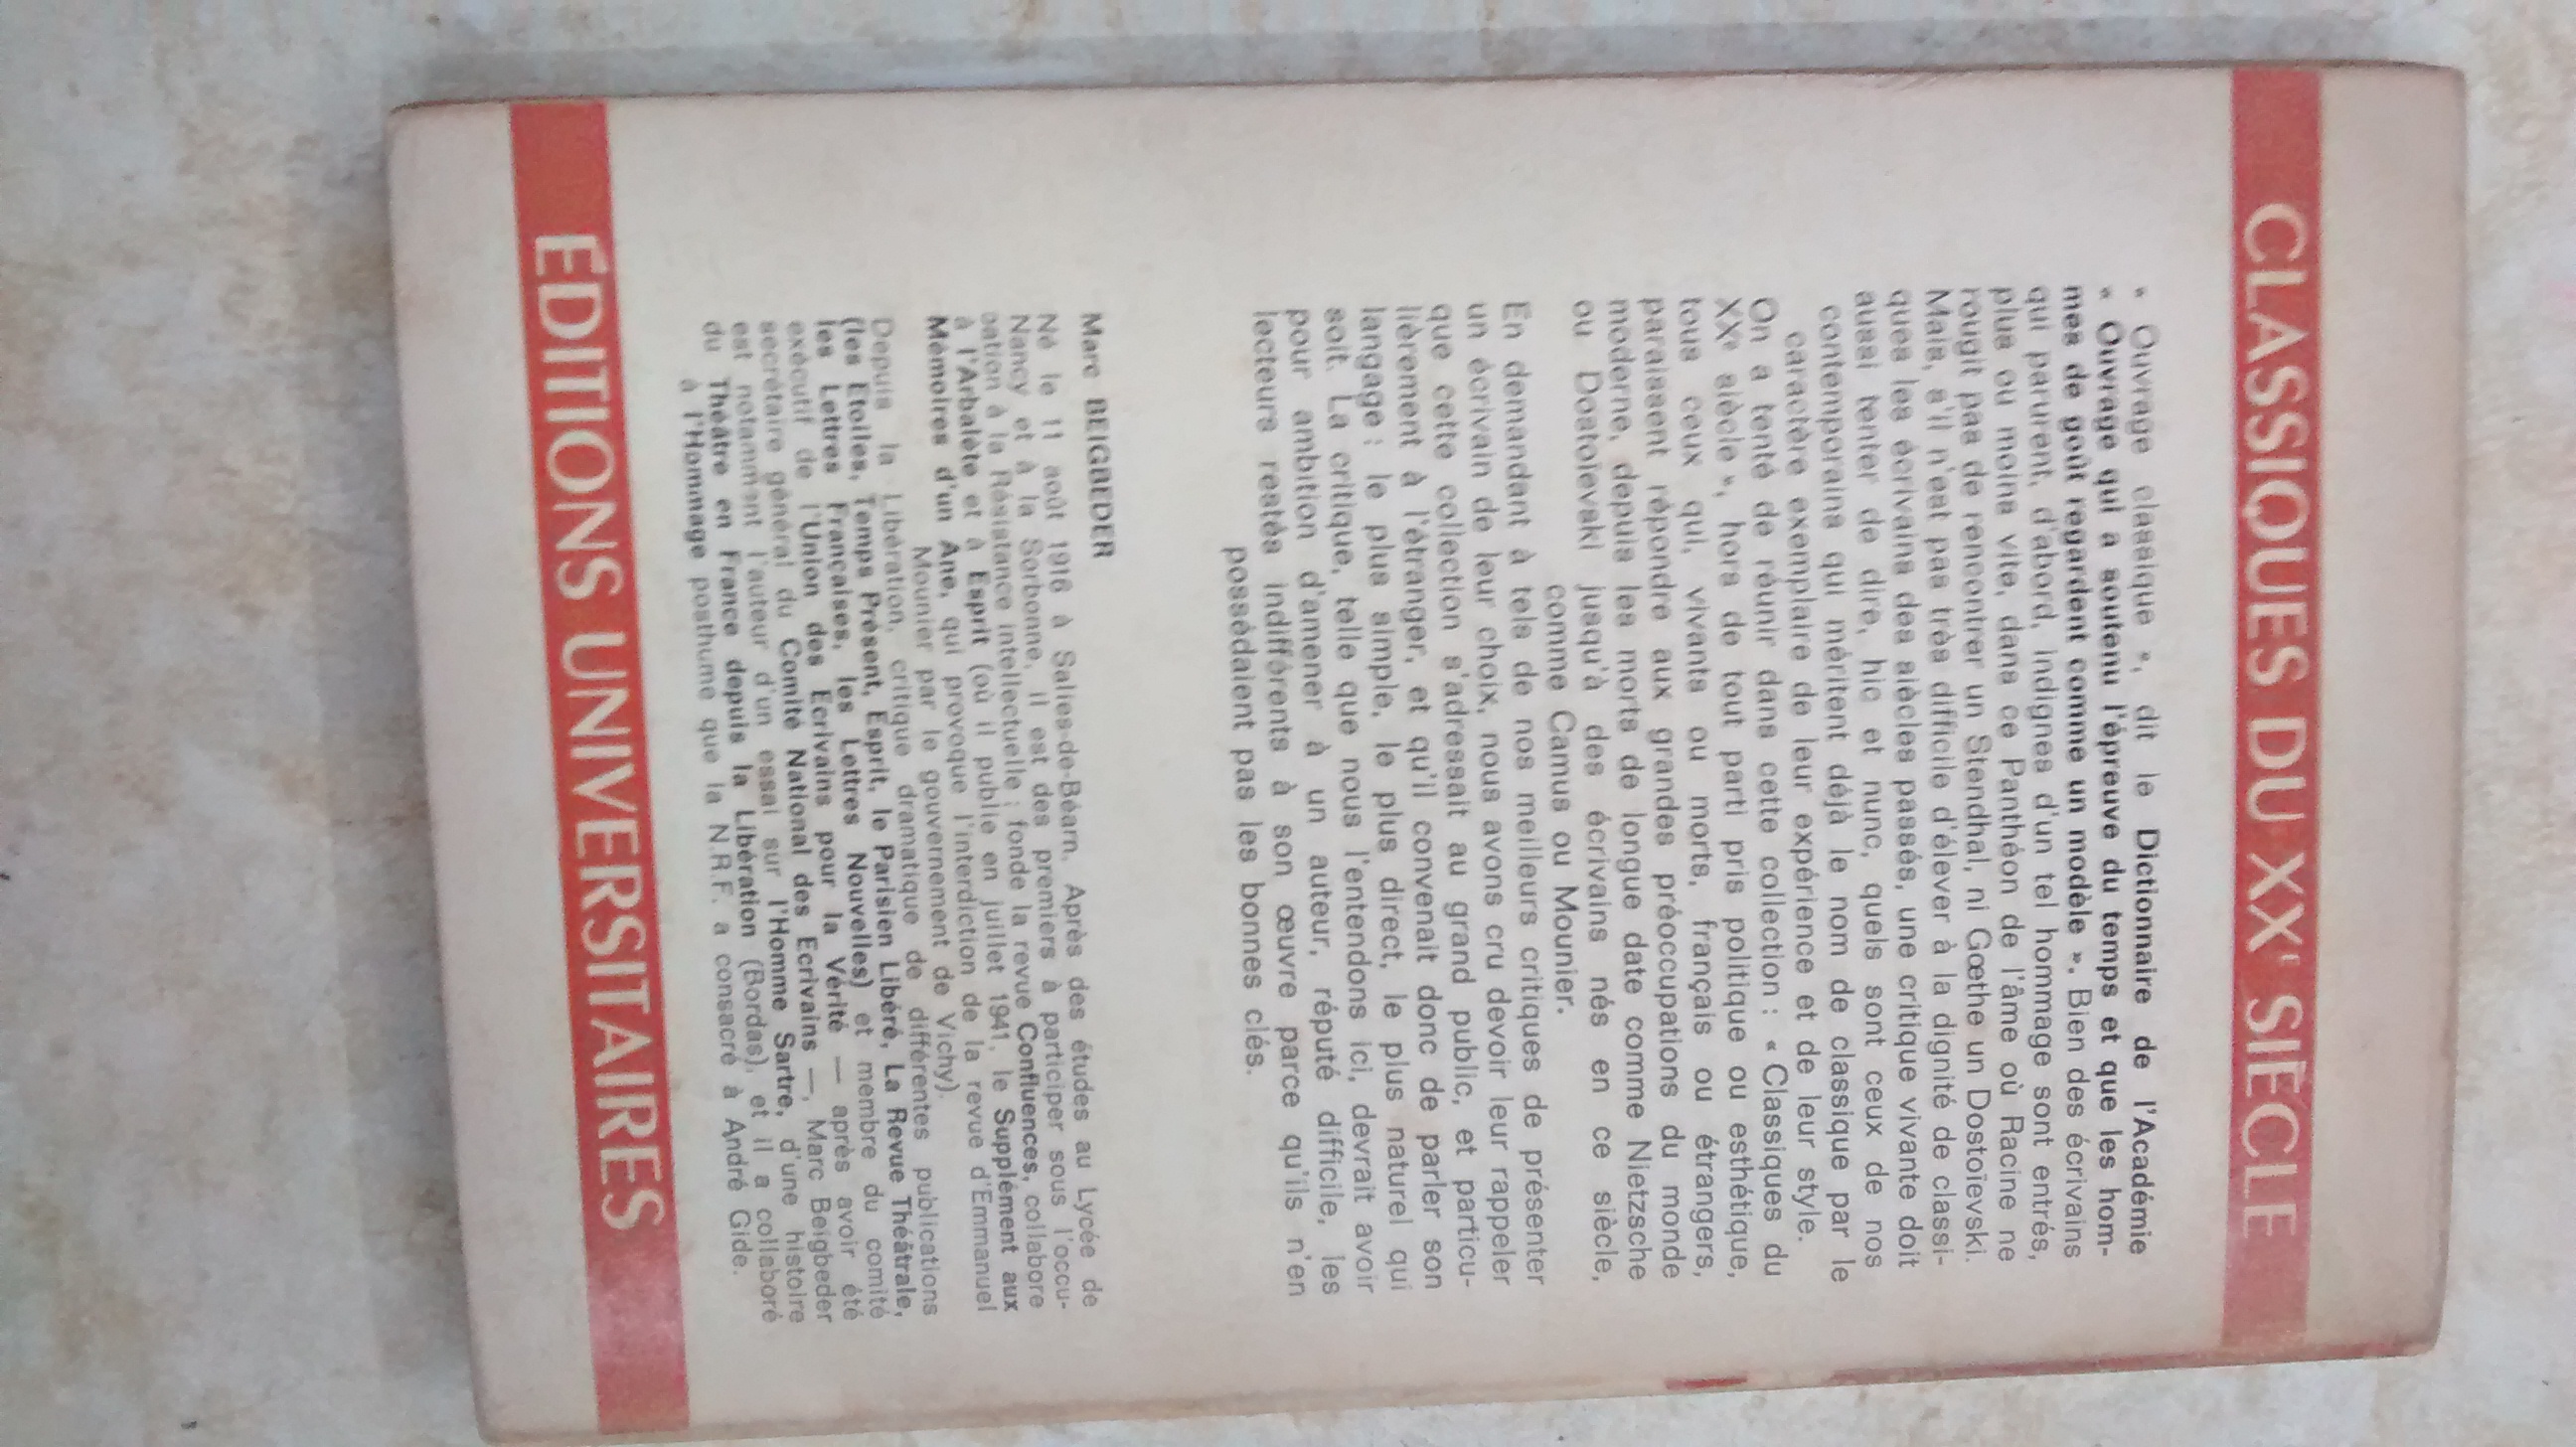 CLASSIQUES DU XXe SIÈCLE
« Ouvrage classique », dit le Dictionnaire de l'Académie
« Ouvrage qui a soutenu l'épreuve du temps et que les hom-
mes de goût regardent comme un modèle ». Bien des écrivains
qui parurent, d'abord, indignes d'un tel hommage sont entrés,
plus ou moins vite, dans ce Panthéon de l'âme où Racine ne
rougit pas de rencontrer un Stendhal, ni Gœthe un Dostoïevski.
Mais, s'il n'est pas très difficile d'élever à la dignité de classi-
ques les écrivains des siècles passés, une critique vivante doit
aussi tenter de dire, hic et nunc, quels sont ceux de nos
contemporains qui méritent déjà le nom de classique par le
caractère exemplaire de leur expérience et de leur style.
On a tenté de réunir dans cette collection : « Classiques du
XXe siècle », hors de tout parti pris politique ou esthétique,
tous ceux qui, vivants ou morts, français ou étrangers,
paraissent répondre aux grandes préoccupations du monde
moderne, depuis les morts de longue date comme Nietzsche
ou Dostoïevski jusqu'à des écrivains nés en ce siècle,
comme Camus ou Mounier.
En demandant à tels de nos meilleurs critiques de présenter
un écrivain de leur choix, nous avons cru devoir leur rappeler
que cette collection s'adressait au grand public, et particu-
lièrement à l'étranger, et qu'il convenait donc de parler son
langage : le plus simple, le plus direct, le plus naturel qui
soit. La critique, telle que nous l'entendons ici, devrait avoir
pour ambition d'amener à un auteur, réputé difficile, les
lecteurs restés indifférents à son œuvre parce qu'ils n'en
possédaient pas les bonnes clés.
Marc BEIGBEDER
Né le 11 août 1916 à Salies-de-Béarn. Après des études au Lycée de
Nancy et à la Sorbonne, il est des premiers à participer sous l'occu-
pation à la Résistance intellectuelle : fonde la revue Confluences, collabore
à l'Arbalète et à Esprit (où il publie en juillet 1941, le Supplément aux
Mémoires d'un Ane, qui provoque l'interdiction de la revue d'Emmanuel
Mounier par le gouvernement de Vichy).
Depuis la Libération, critique dramatique de différentes publications
(les Etoiles, Temps Présent, Esprit, le Parisien Libéré, La Revue Théâtrale,
les Lettres Françaises, les Lettres Nouvelles) et membre du comité
exécutif de l'Union des Ecrivains pour la Vérité — après avoir été
secrétaire général du Comité National des Ecrivains —, Marc Beigbeder
est notamment l'auteur d'un essai sur l'Homme Sartre, d'une histoire
du Théâtre en France depuis la Libération (Bordas), et il a collaboré
à l'Hommage posthume que la N.R.F. a consacré à André Gide.
ÉDITIONS UNIVERSITAIRES